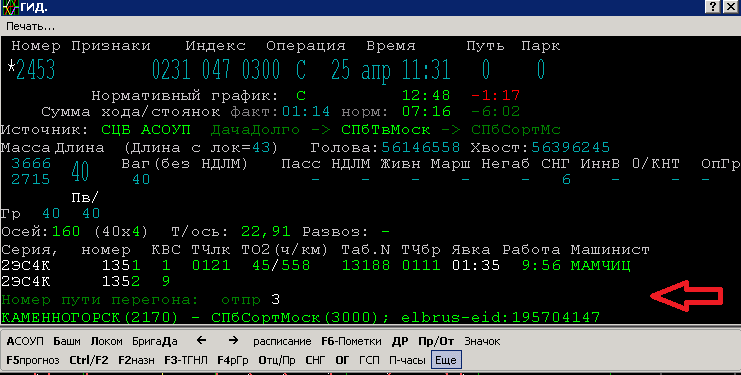 ГИД.
Печать...
Номер Признаки Индекс Операция Время Путь Парк
*2453 0231 047 0300 С 25 апр 11:31 0 0
Нормативный график: С 12:48 -1:17
Сумма хода/стоянок факт:01:14 норм: 07:16 -6:02
Источник: СЦВ АСОУП ДачаДолго -> СПбТвМоск -> СПбСортМс
Масса Длина (Длина с лок=43) Голова:56146558 Хвост:56396245
3666 40 Ваг(без НДЛМ) Пасс НДЛМ Живн Марш Негаб СНГ ИннВ О/КНТ ОпГр
2715 40 - - - - - 6 - - -
Пв/
Гр 40 40
Осей:160 (40x4) Т/ось: 22,91 Развоз: -
Серия, номер КВС ТЧлк ТО2(ч/км) Таб.N ТЧбр Явка Работа Машинист
2ЭС4К 1351 1 0121 45/558 13188 0111 01:35 9:56 МАМЧИЦ
2ЭС4К 1352 9
Номер пути перегона: отпр 3
КАМЕННОГОРСК(2170) - СПбСортМоск(3000); elbrus-eid:195704147
АСОУП Башм Локом БригаДа ← → расписание F6-Пометки ДР Пр/От Значок
F5прогноз Ctrl/F2 F2назн F3-ТГНЛ F4рГр Отц/Пр СНГ ОГ ГСП П-часы Еще